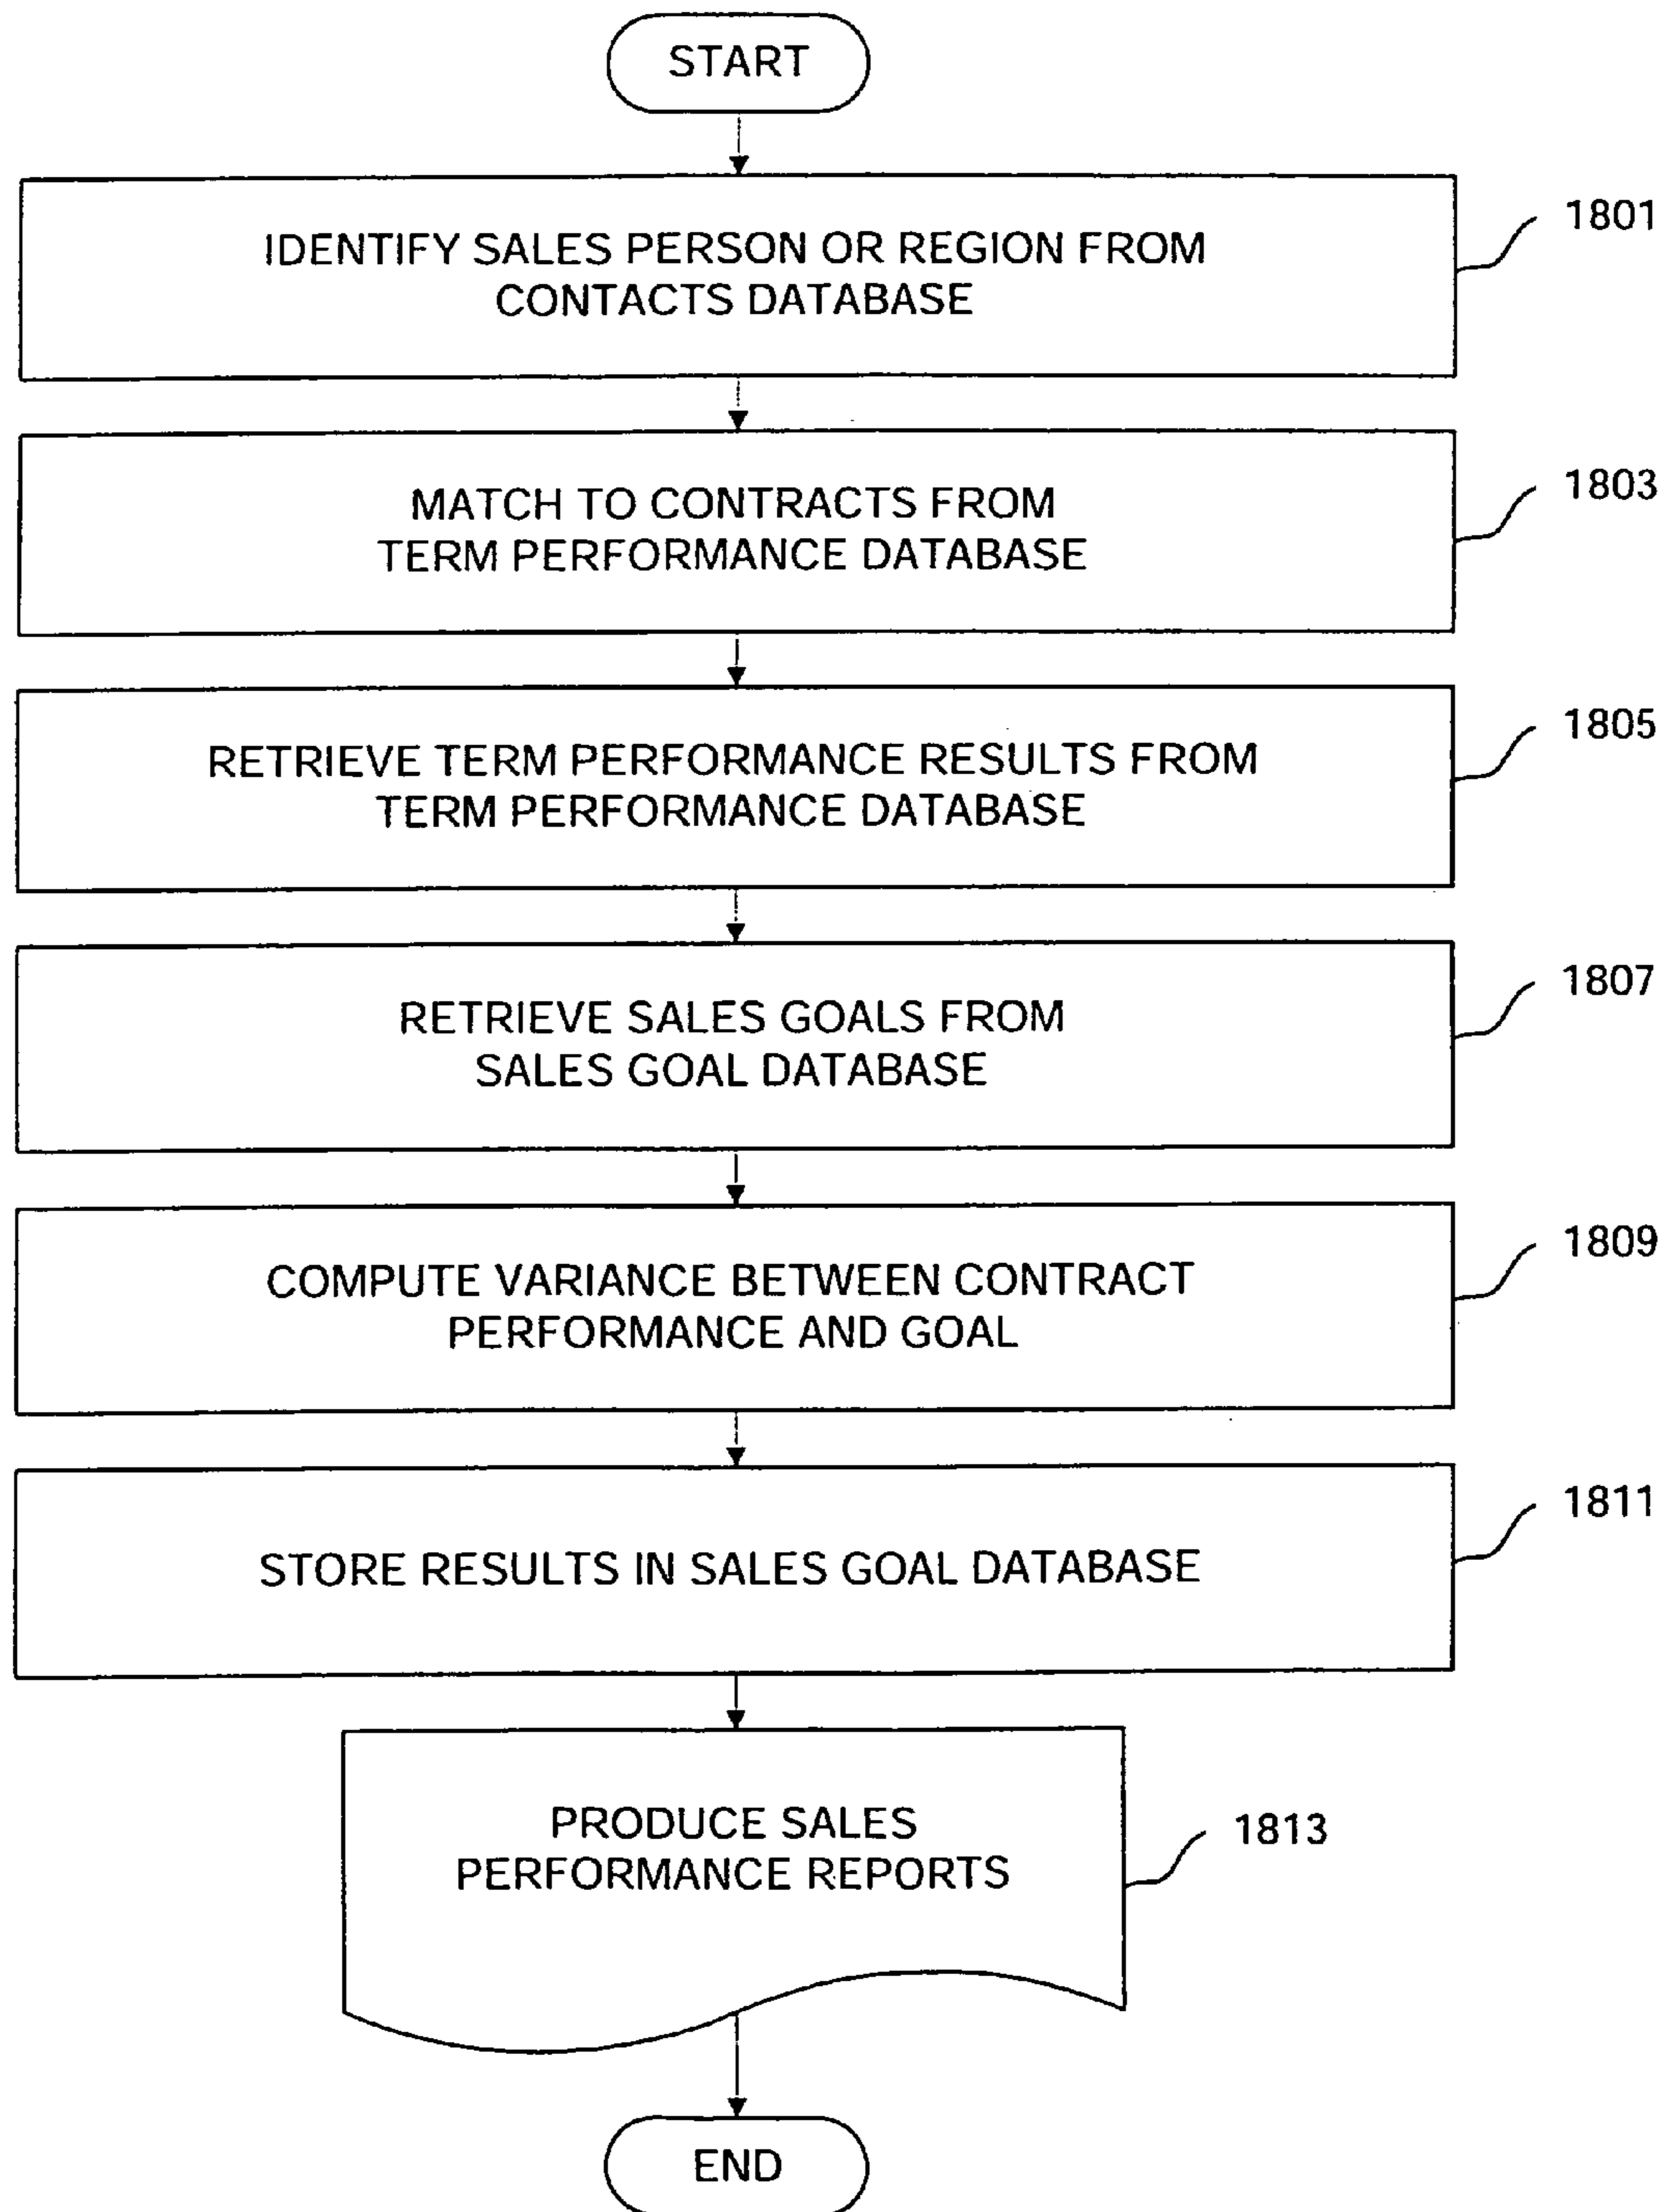 START
IDENTIFY SALES PERSON OR REGION FROM
CONTACTS DATABASE
1801
MATCH TO CONTRACTS FROM
TERM PERFORMANCE DATABASE
1803
RETRIEVE TERM PERFORMANCE RESULTS FROM
TERM PERFORMANCE DATABASE
1805
RETRIEVE SALES GOALS FROM
SALES GOAL DATABASE
1807
COMPUTE VARIANCE BETWEEN CONTRACT
PERFORMANCE AND GOAL
1809
STORE RESULTS IN SALES GOAL DATABASE
1811
PRODUCE SALES
PERFORMANCE REPORTS
1813
END